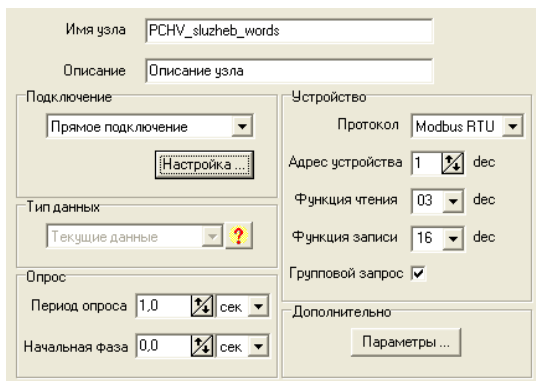 Имя узла PCHV_sluzheb_words
Описание Описание узла
Подключение
Прямое подключение
Настройка ...
Тип данных
Текущие данные ?
Опрос
Период опроса 1,0 сек
Начальная фаза 0,0 сек
Устройство
Протокол Modbus RTU
Адрес устройства 1 dec
Функция чтения 03 dec
Функция записи 16 dec
Групповой запрос
Дополнительно
Параметры ...